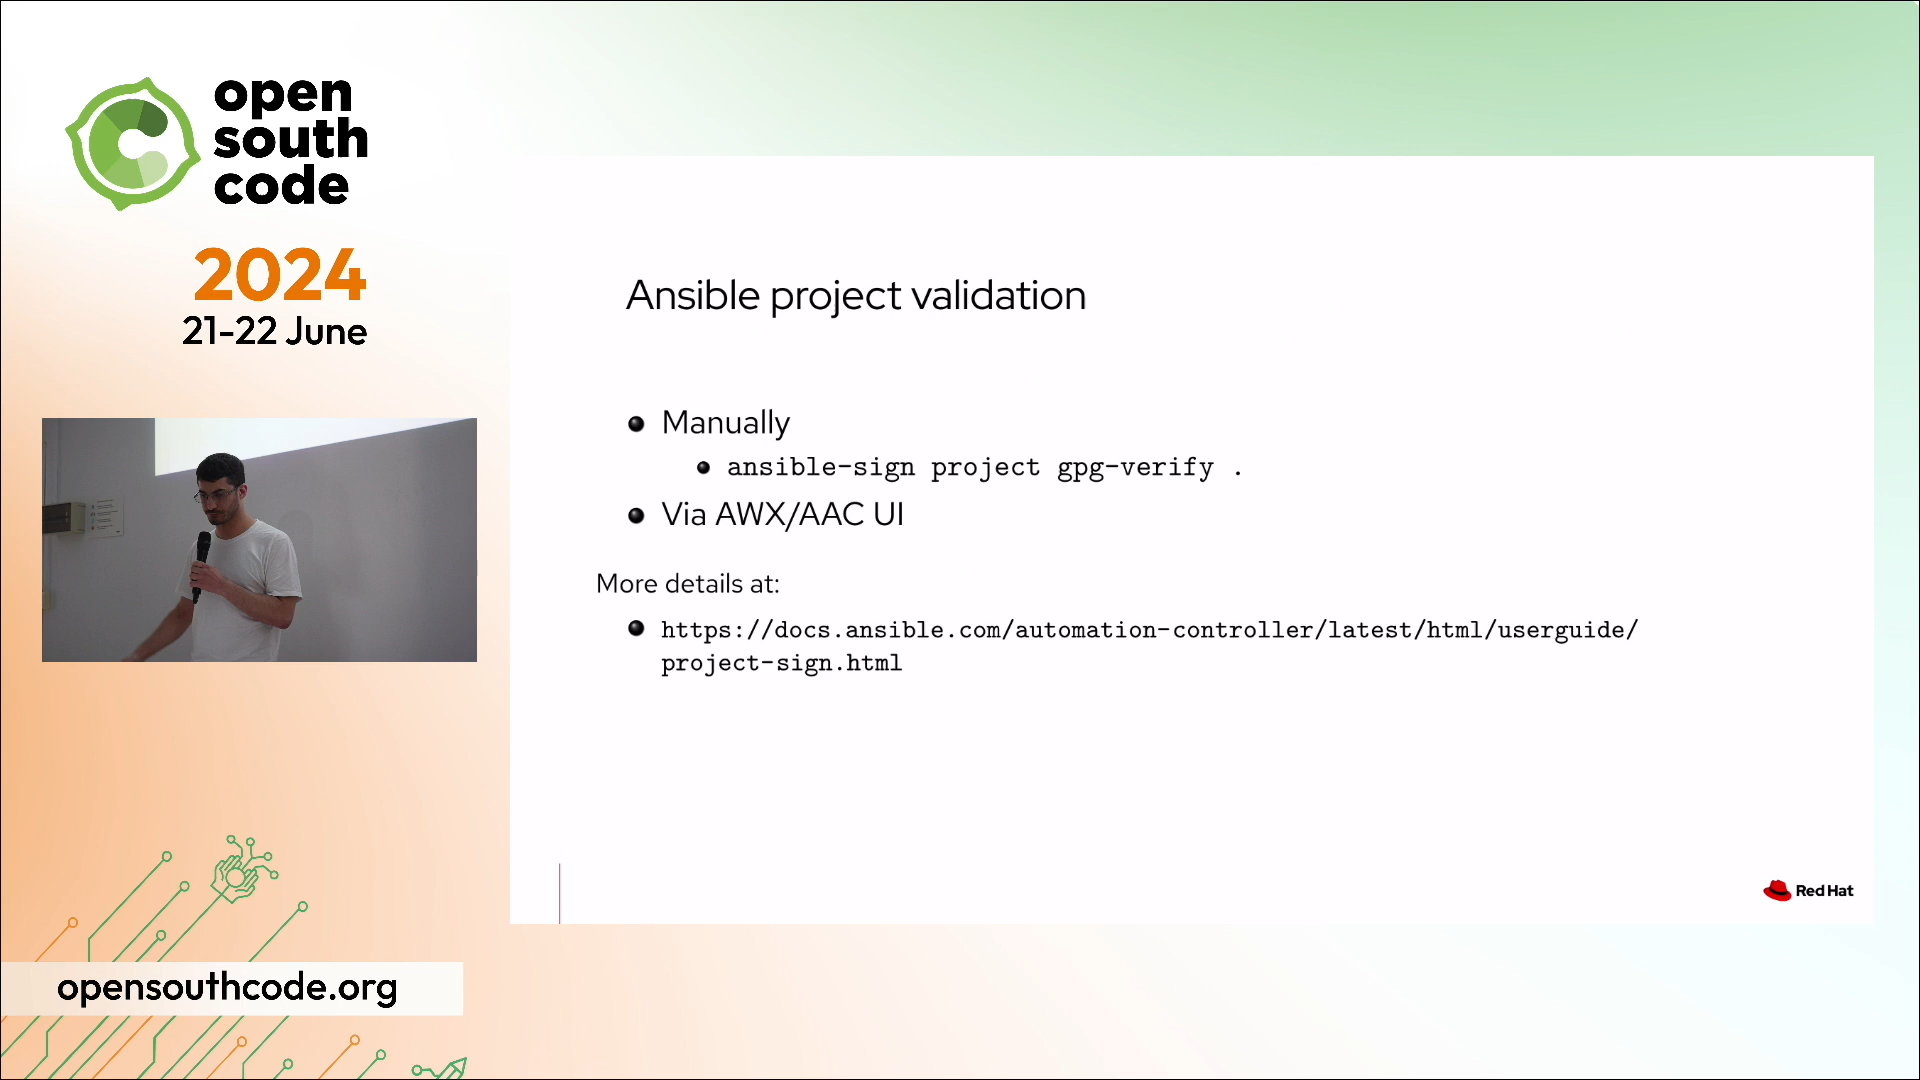 open
south
code
2024
21-22 June
Ansible project validation
Manually
ansible-sign project gpg-verify .
Via AWX/AAC UI
More details at:
https://docs.ansible.com/automation-controller/latest/html/userguide/
project-sign.html
Red Hat
opensouthcode.org